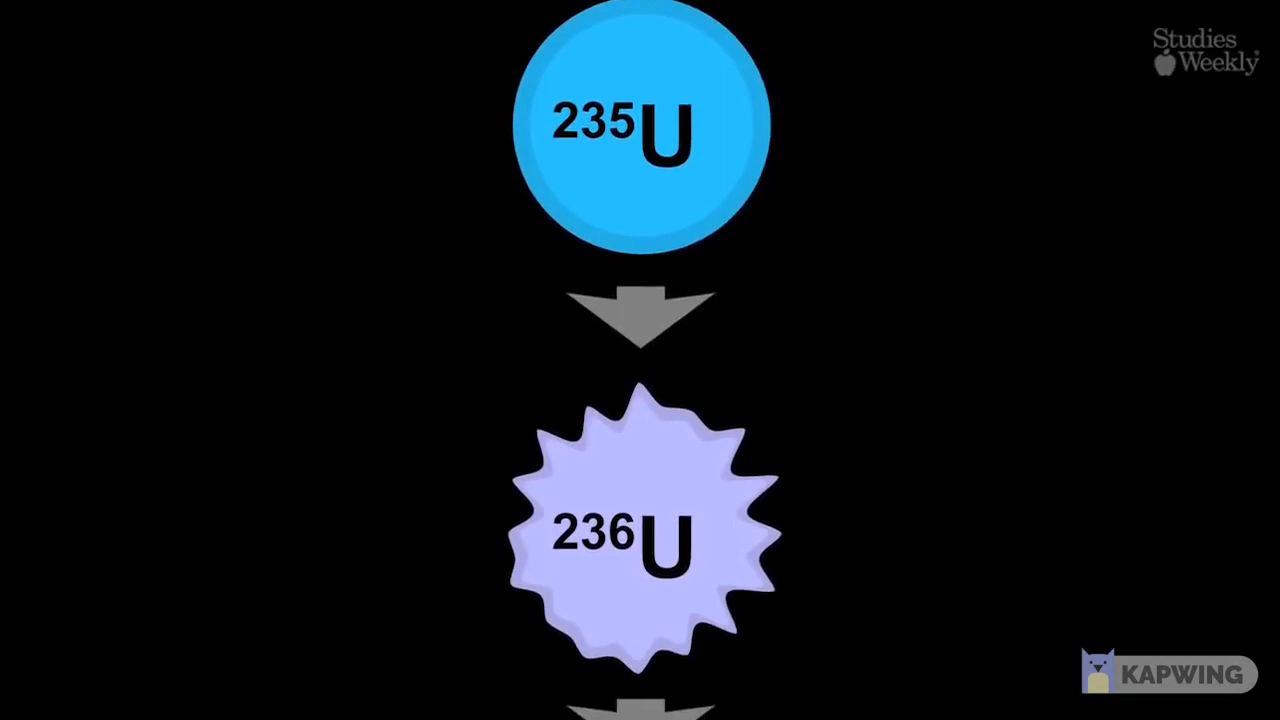 Studies
Weekly
²³⁵U
²³⁶U
KAPWING